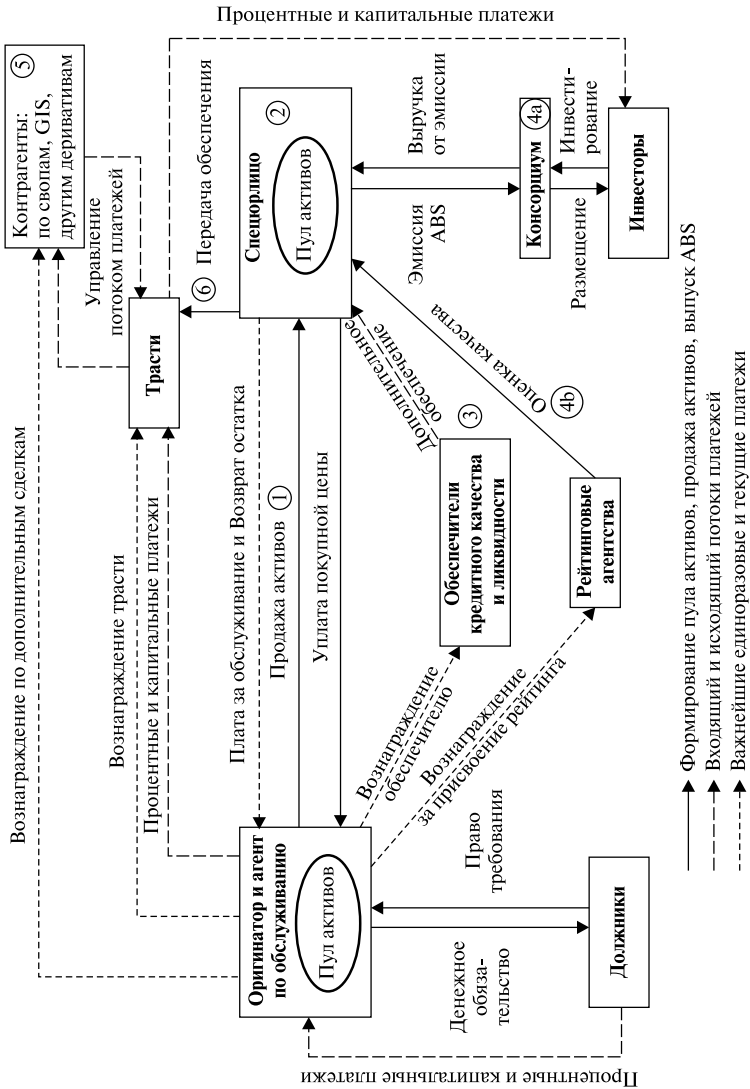 Процентные и капитальные платежи
Контрагенты:
по свопам, GIS,
другим деривативам
5
Управление
потоком платежей
Трасти
6
Передача обеспечения
Спецюрлицо
2
Пул активов
Выручка
от эмиссии
Эмиссия
ABS
Консорциум
4a
Инвести-
рование
Размещение
Инвесторы
Вознаграждение по дополнительным сделкам
Вознаграждение трасти
Процентные и капитальные платежи
Плата за обслуживание и Возврат остатка
Продажа активов
1
Уплата покупной цены
Дополнительное
обеспечение
3
Обеспечители
кредитного качества
и ликвидности
Оценка качества
4b
Рейтинговые
агентства
Вознаграждение
обеспечителю
Вознаграждение
за присвоение рейтинга
Оригинатор и агент
по обслуживанию
Пул активов
Право
требования
Денежное
обяза-
тельство
Должники
Процентные и капитальные платежи
Формирование пула активов, продажа активов, выпуск ABS
Входящий и исходящий потоки платежей
Важнейшие единоразовые и текущие платежи